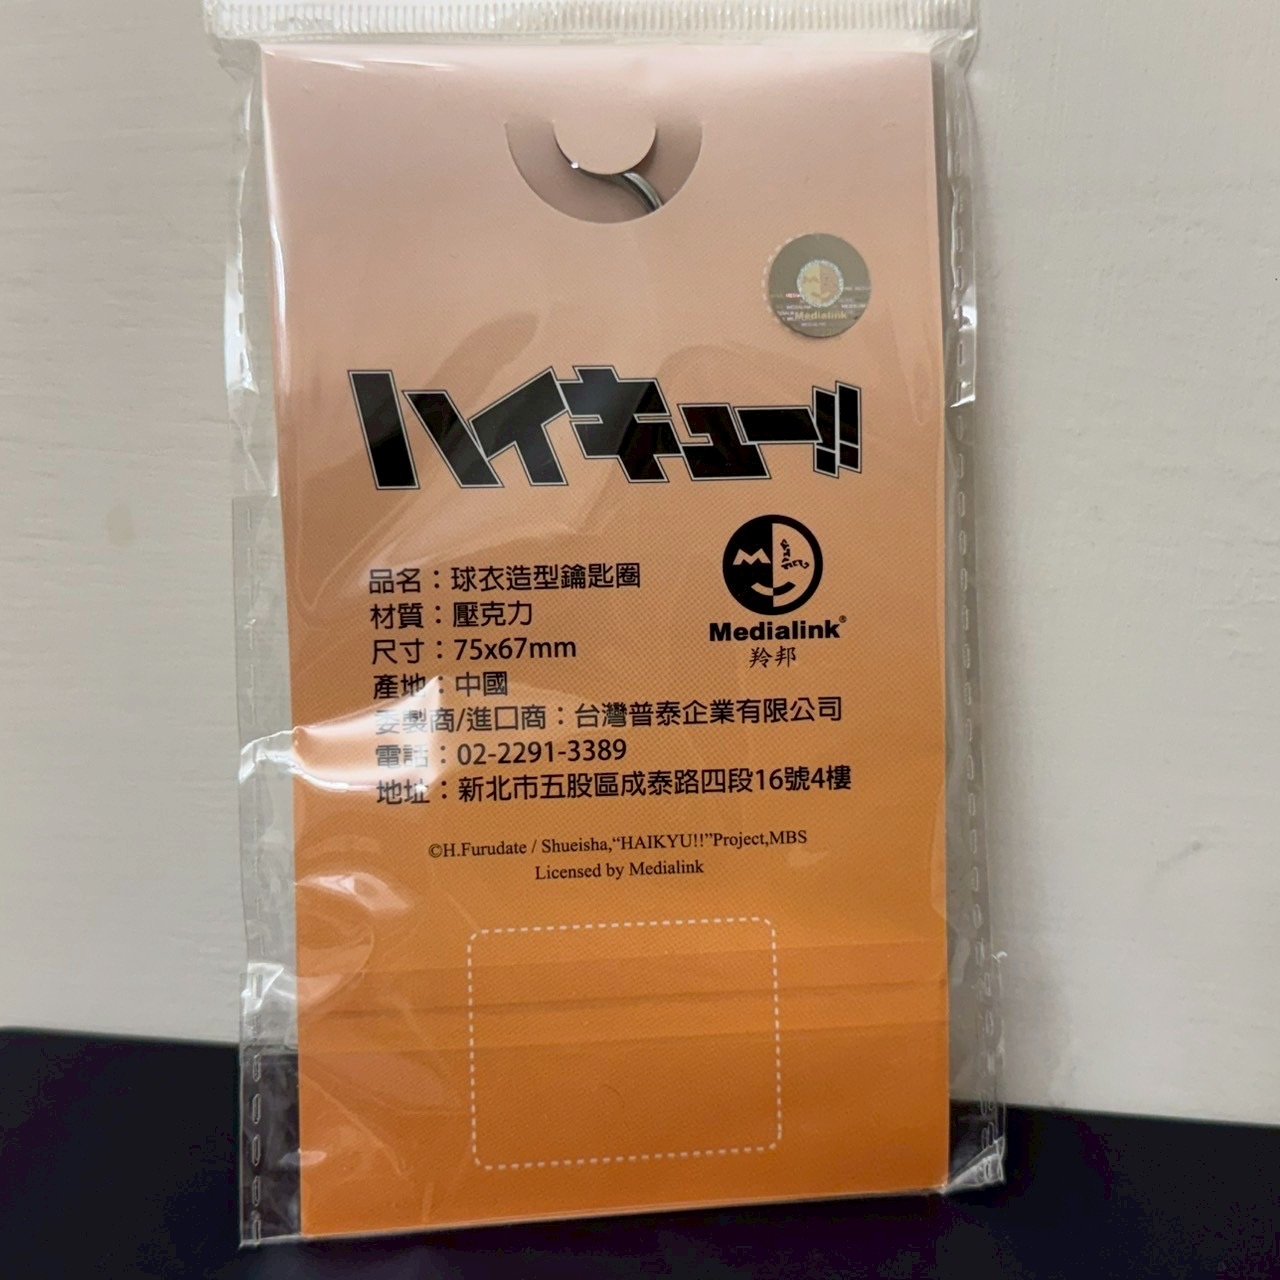 Medialink
ハイキュー!!
Medialink®
羚邦
品名：球衣造型鑰匙圈
材質：壓克力
尺寸：75x67mm
產地：中國
委製商/進口商：台灣普泰企業有限公司
電話：02-2291-3389
地址：新北市五股區成泰路四段16號4樓
©H.Furudate / Shueisha,“HAIKYU!!”Project,MBS
Licensed by Medialink